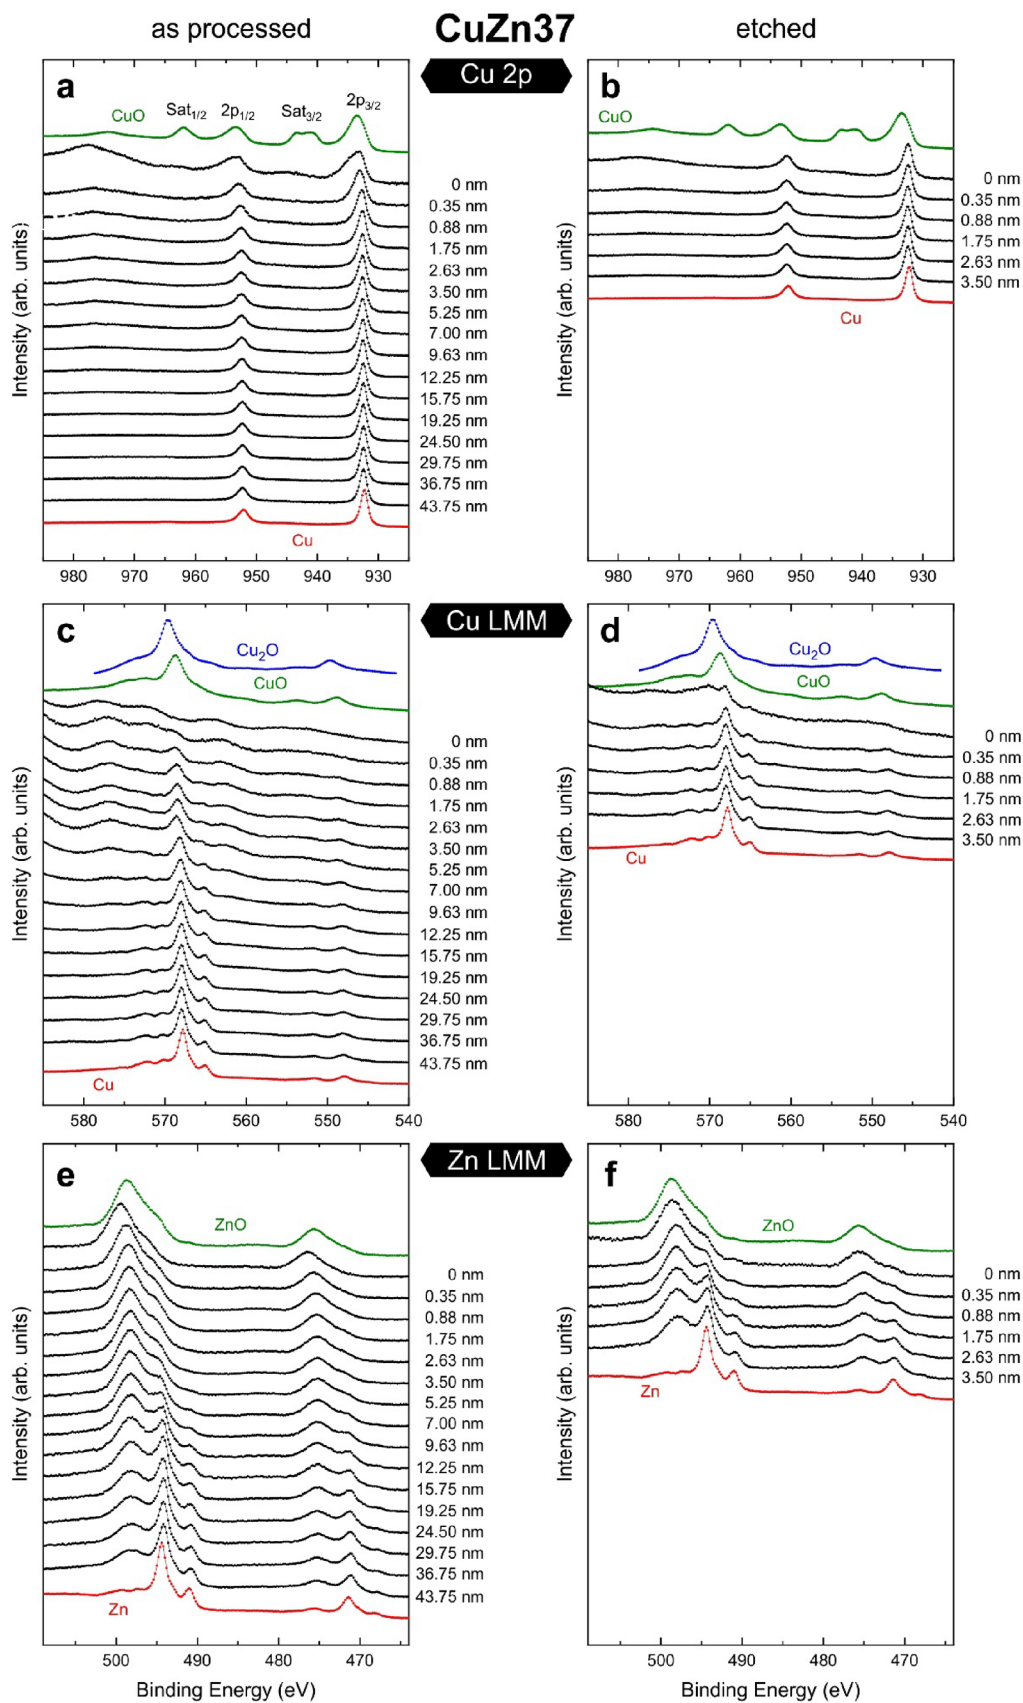 as processed
CuZn37
etched
Cu 2p
a
CuO
Sat1/2
2p1/2
Sat3/2
2p3/2
0 nm
0.35 nm
0.88 nm
1.75 nm
2.63 nm
3.50 nm
5.25 nm
7.00 nm
9.63 nm
12.25 nm
15.75 nm
19.25 nm
24.50 nm
29.75 nm
36.75 nm
43.75 nm
Cu
Intensity (arb. units)
980 970 960 950 940 930
b
CuO
0 nm
0.35 nm
0.88 nm
1.75 nm
2.63 nm
3.50 nm
Cu
Intensity (arb. units)
980 970 960 950 940 930
Cu LMM
c
Cu2O
CuO
0 nm
0.35 nm
0.88 nm
1.75 nm
2.63 nm
3.50 nm
5.25 nm
7.00 nm
9.63 nm
12.25 nm
15.75 nm
19.25 nm
24.50 nm
29.75 nm
36.75 nm
43.75 nm
Cu
Intensity (arb. units)
580 570 560 550 540
d
Cu2O
CuO
0 nm
0.35 nm
0.88 nm
1.75 nm
2.63 nm
3.50 nm
Cu
Intensity (arb. units)
580 570 560 550 540
Zn LMM
e
ZnO
0 nm
0.35 nm
0.88 nm
1.75 nm
2.63 nm
3.50 nm
5.25 nm
7.00 nm
9.63 nm
12.25 nm
15.75 nm
19.25 nm
24.50 nm
29.75 nm
36.75 nm
43.75 nm
Zn
Intensity (arb. units)
500 490 480 470
Binding Energy (eV)
f
ZnO
0 nm
0.35 nm
0.88 nm
1.75 nm
2.63 nm
3.50 nm
Zn
Intensity (arb. units)
500 490 480 470
Binding Energy (eV)